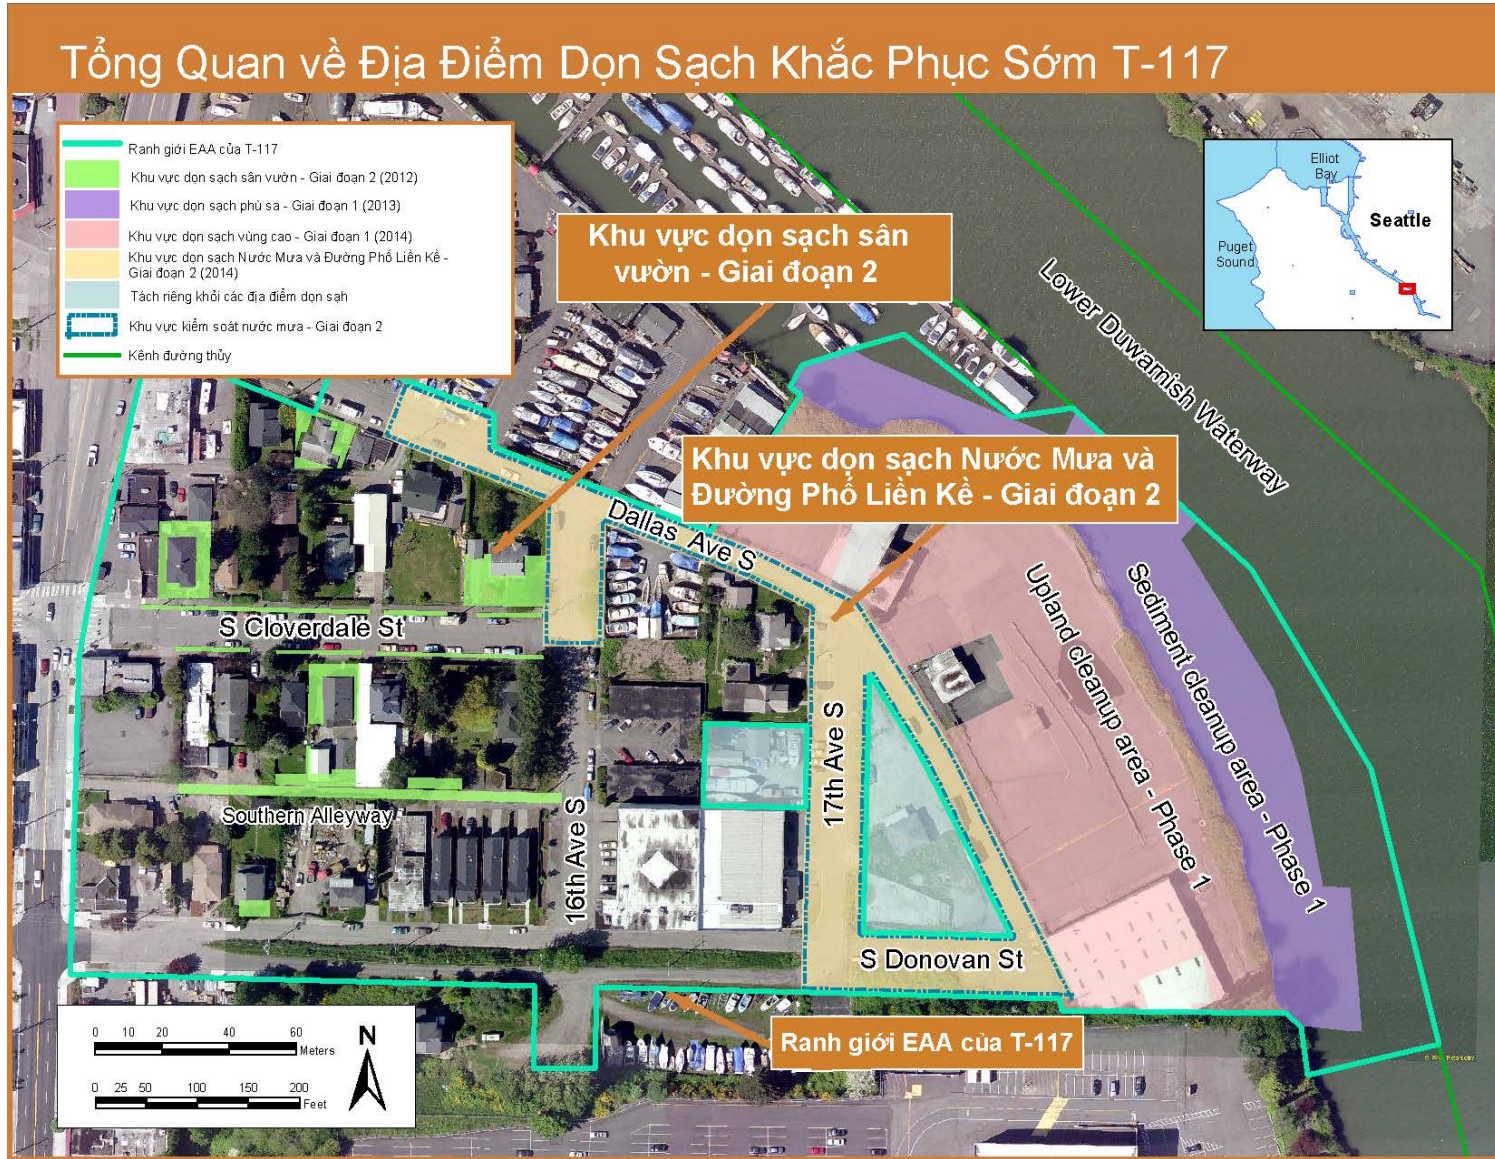 Tổng Quan về Địa Điểm Dọn Sạch Khắc Phục Sớm T-117
Ranh giới EAA của T-117
Khu vực dọn sạch sân vườn - Giai đoạn 2 (2012)
Khu vực dọn sạch phù sa - Giai đoạn 1 (2013)
Khu vực dọn sạch vùng cao - Giai đoạn 1 (2014)
Khu vực dọn sạch Nước Mưa và Đường Phố Liền Kề -
Giai đoạn 2 (2014)
Tách riêng khỏi các địa điểm dọn sạh
Khu vực kiểm soát nước mưa - Giai đoạn 2
Kênh đường thủy
Elliot
Bay
Seattle
Puget
Sound
Khu vực dọn sạch sân
vườn - Giai đoạn 2
Lower Duwamish Waterway
Khu vực dọn sạch Nước Mưa và
Đường Phố Liền Kề - Giai đoạn 2
Dallas Ave S
S Cloverdale St
Upland cleanup area - Phase 1
Sediment cleanup area - Phase 1
17th Ave S
16th Ave S
Southern Alleyway
S Donovan St
Ranh giới EAA của T-117
0 10 20 40 60
Meters
0 25 50 100 150 200
Feet
N